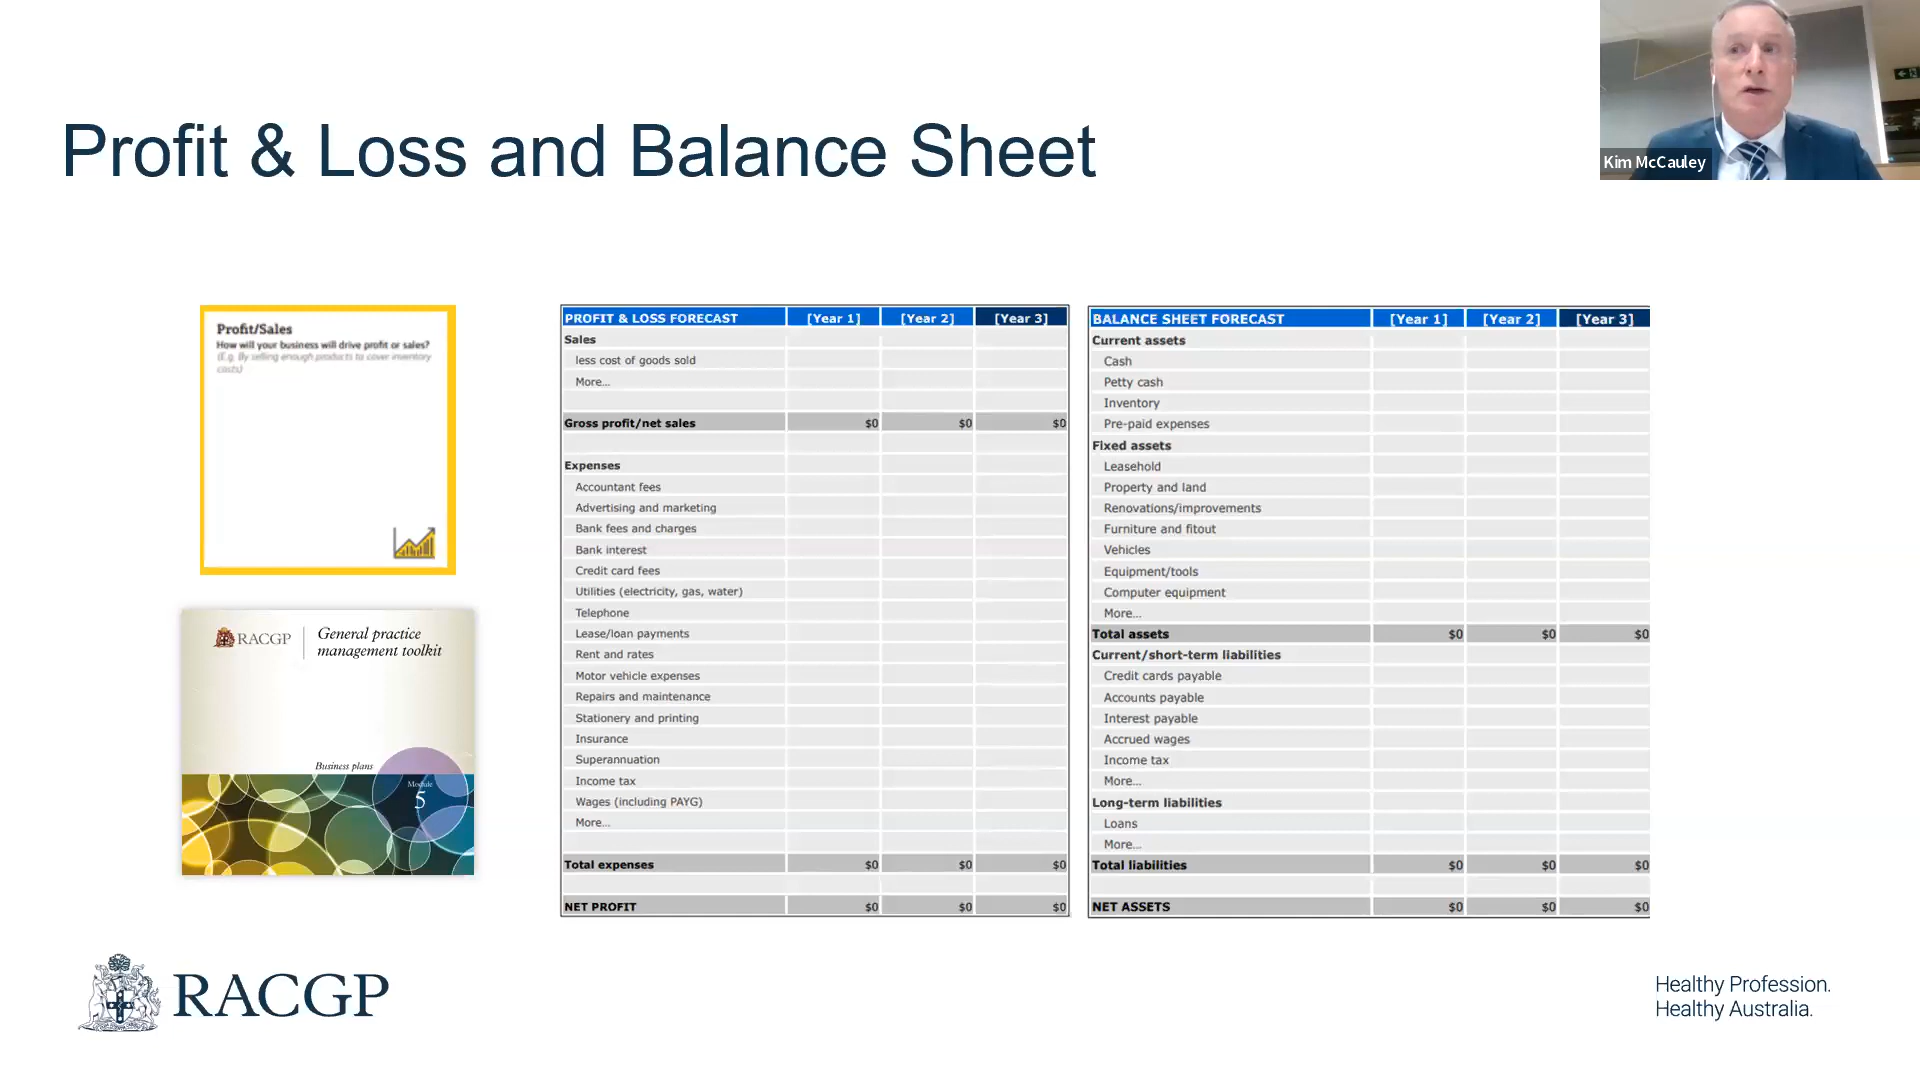 Kim McCauley
Profit & Loss and Balance Sheet
Profit/Sales
How will your business will drive profit or sales?
(E.g. By selling enough products to cover inventory
costs)
RACGP
General practice
management toolkit
Business plans
Module
5
PROFIT & LOSS FORECAST [Year 1] [Year 2] [Year 3]
Sales
less cost of goods sold
More...
Gross profit/net sales $0 $0 $0
Expenses
Accountant fees
Advertising and marketing
Bank fees and charges
Bank interest
Credit card fees
Utilities (electricity, gas, water)
Telephone
Lease/loan payments
Rent and rates
Motor vehicle expenses
Repairs and maintenance
Stationery and printing
Insurance
Superannuation
Income tax
Wages (including PAYG)
More...
Total expenses $0 $0 $0
NET PROFIT $0 $0 $0
BALANCE SHEET FORECAST [Year 1] [Year 2] [Year 3]
Current assets
Cash
Petty cash
Inventory
Pre-paid expenses
Fixed assets
Leasehold
Property and land
Renovations/improvements
Furniture and fitout
Vehicles
Equipment/tools
Computer equipment
More...
Total assets $0 $0 $0
Current/short-term liabilities
Credit cards payable
Accounts payable
Interest payable
Accrued wages
Income tax
More...
Long-term liabilities
Loans
More...
Total liabilities $0 $0 $0
NET ASSETS $0 $0 $0
RACGP
Healthy Profession.
Healthy Australia.